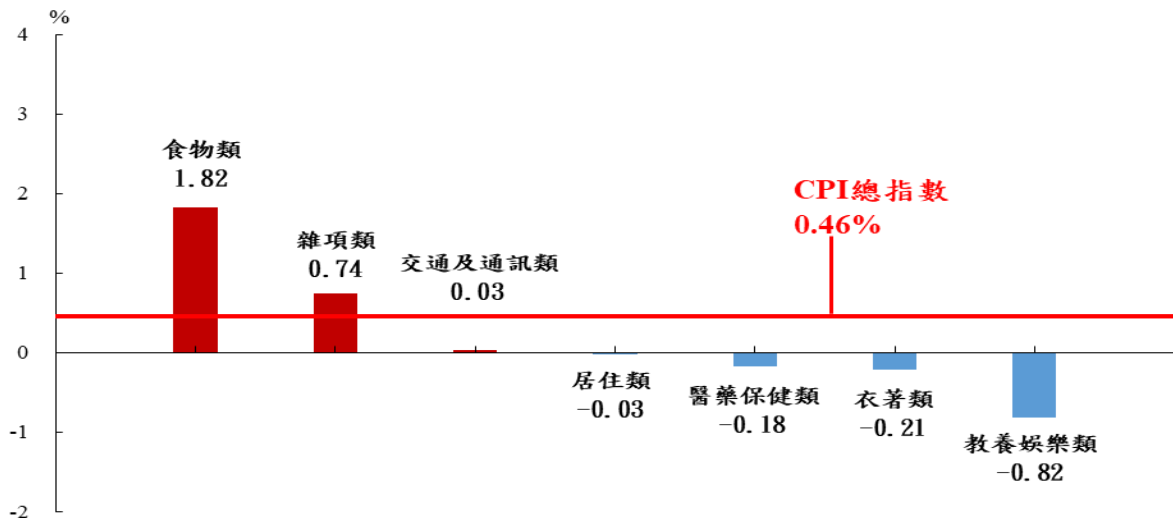 %
4
3
2
1
0
-1
-2
食物類
1.82
雜項類
0.74
交通及通訊類
0.03
CPI總指數
0.46%
居住類
-0.03
醫藥保健類
-0.18
衣著類
-0.21
教養娛樂類
-0.82